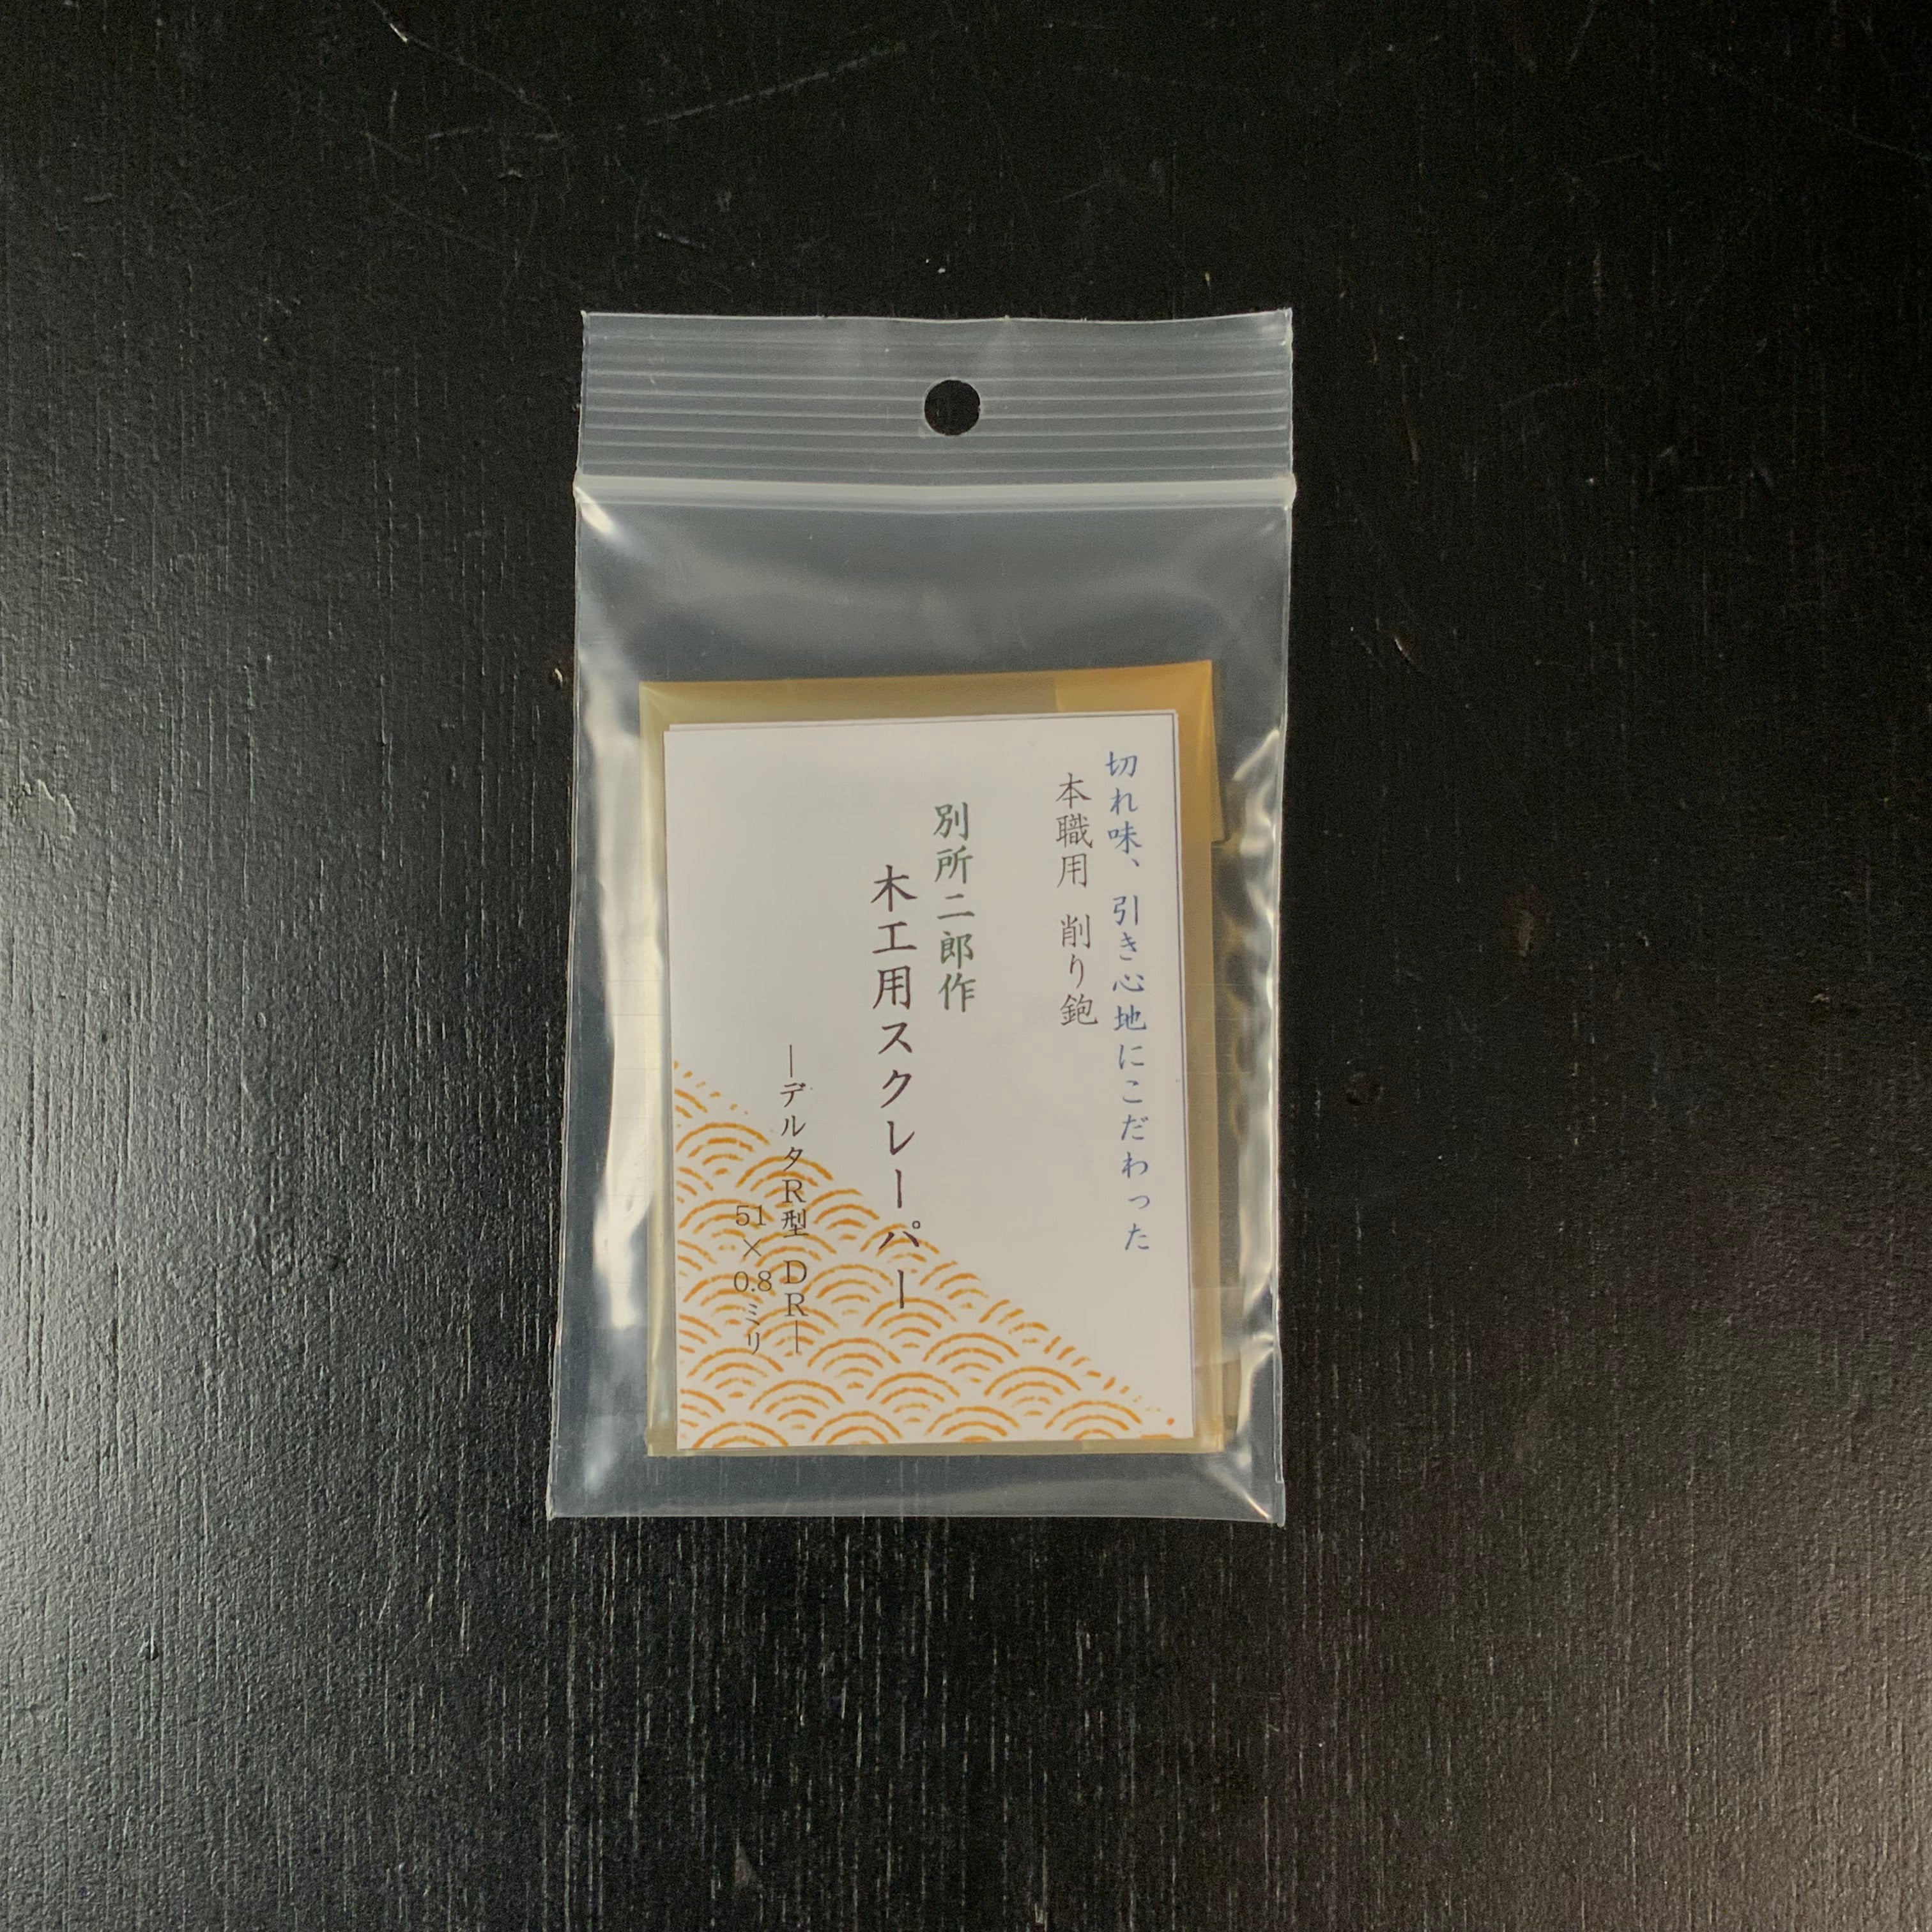 切れ味、引き心地にこだわった
本職用 削り鉋
別所二郎作
木工用スクレーパー
―デルタR型 DR―
51×0.8ミリ